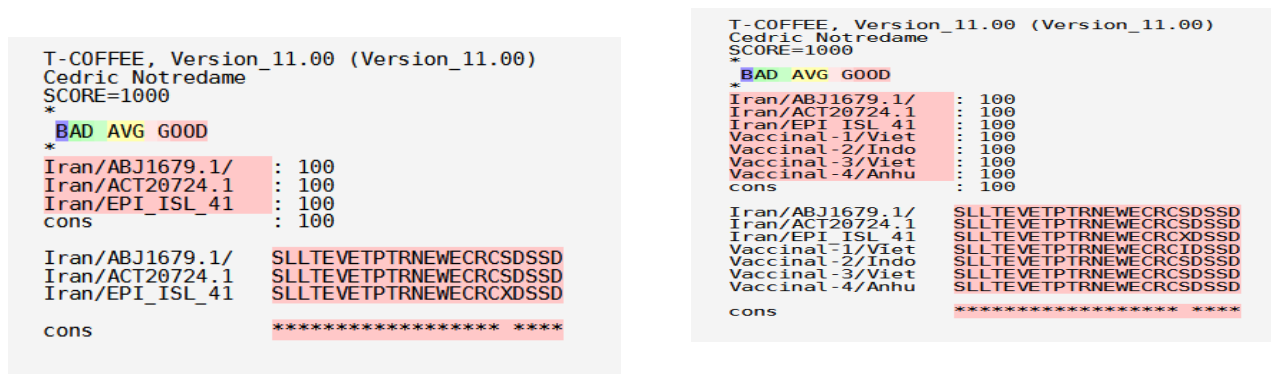 T-COFFEE, Version_11.00 (Version_11.00)
Cedric Notredame
SCORE=1000
*
BAD AVG GOOD
*
Iran/ABJ1679.1/ : 100
Iran/ACT20724.1 : 100
Iran/EPI_ISL_41 : 100
cons : 100
Iran/ABJ1679.1/ SLLTEVETPTRNEWECRCSDSSD
Iran/ACT20724.1 SLLTEVETPTRNEWECRCSDSSD
Iran/EPI_ISL_41 SLLTEVETPTRNEWECRCXDSSD
cons ****************** ****
T-COFFEE, Version_11.00 (Version_11.00)
Cedric Notredame
SCORE=1000
*
BAD AVG GOOD
*
Iran/ABJ1679.1/ : 100
Iran/ACT20724.1 : 100
Iran/EPI_ISL_41 : 100
Vaccinal-1/Viet : 100
Vaccinal-2/Indo : 100
Vaccinal-3/Viet : 100
Vaccinal-4/Anhu : 100
cons : 100
Iran/ABJ1679.1/ SLLTEVETPTRNEWECRCSDSSD
Iran/ACT20724.1 SLLTEVETPTRNEWECRCSDSSD
Iran/EPI_ISL_41 SLLTEVETPTRNEWECRCXDSSD
Vaccinal-1/Viet SLLTEVETPTRNEWECRCIDSSD
Vaccinal-2/Indo SLLTEVETPTRNEWECRCSDSSD
Vaccinal-3/Viet SLLTEVETPTRNEWECRCSDSSD
Vaccinal-4/Anhu SLLTEVETPTRNEWECRCSDSSD
cons ****************** ****